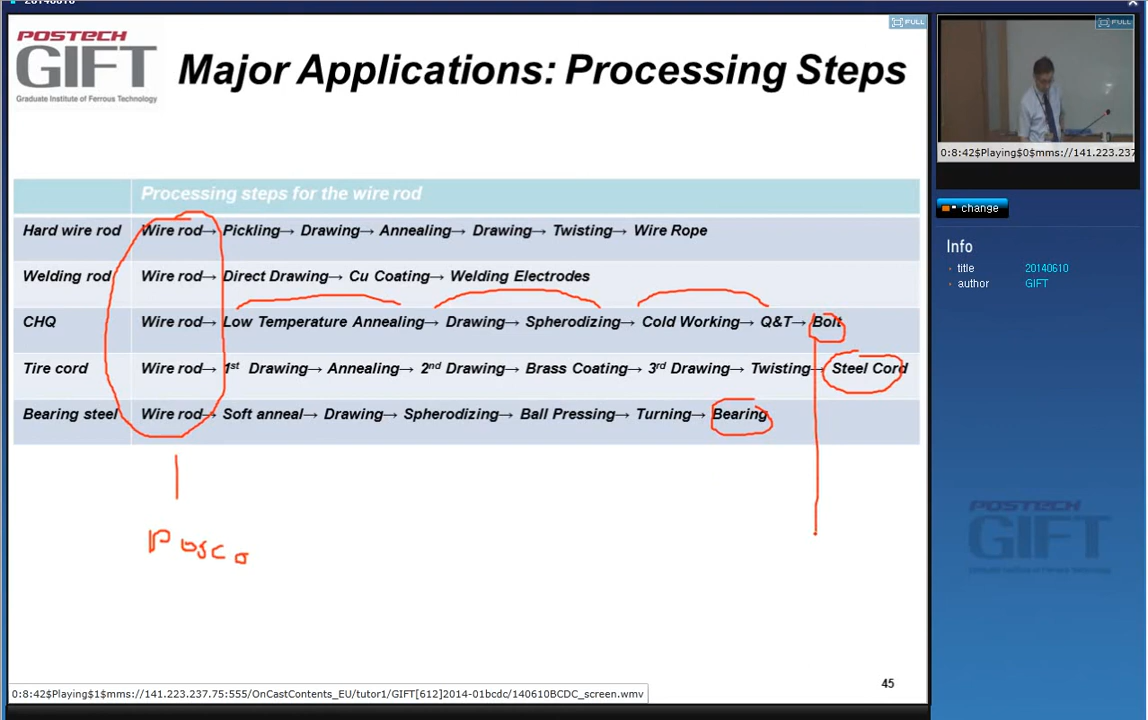 20140610
FULL
POSTECH
GIFT
Graduate Institute of Ferrous Technology
Major Applications: Processing Steps
Processing steps for the wire rod
Hard wire rod Wire rod→ Pickling→ Drawing→ Annealing→ Drawing→ Twisting→ Wire Rope
Welding rod Wire rod→ Direct Drawing→ Cu Coating→ Welding Electrodes
CHQ Wire rod→ Low Temperature Annealing→ Drawing→ Spherodizing→ Cold Working→ Q&T→ Bolt
Tire cord Wire rod→ 1st Drawing→ Annealing→ 2nd Drawing→ Brass Coating→ 3rd Drawing→ Twisting→ Steel Cord
Bearing steel Wire rod→ Soft anneal→ Drawing→ Spherodizing→ Ball Pressing→ Turning→ Bearing
Posco
45
0:8:42$Playing$1$mms://141.223.237.75:555/OnCastContents_EU/tutor1/GIFT[612]2014-01bcdc/140610BCDC_screen.wmv
FULL
0:8:42$Playing$0$mms://141.223.237
change
Info
title 20140610
author GIFT
POSTECH
GIFT